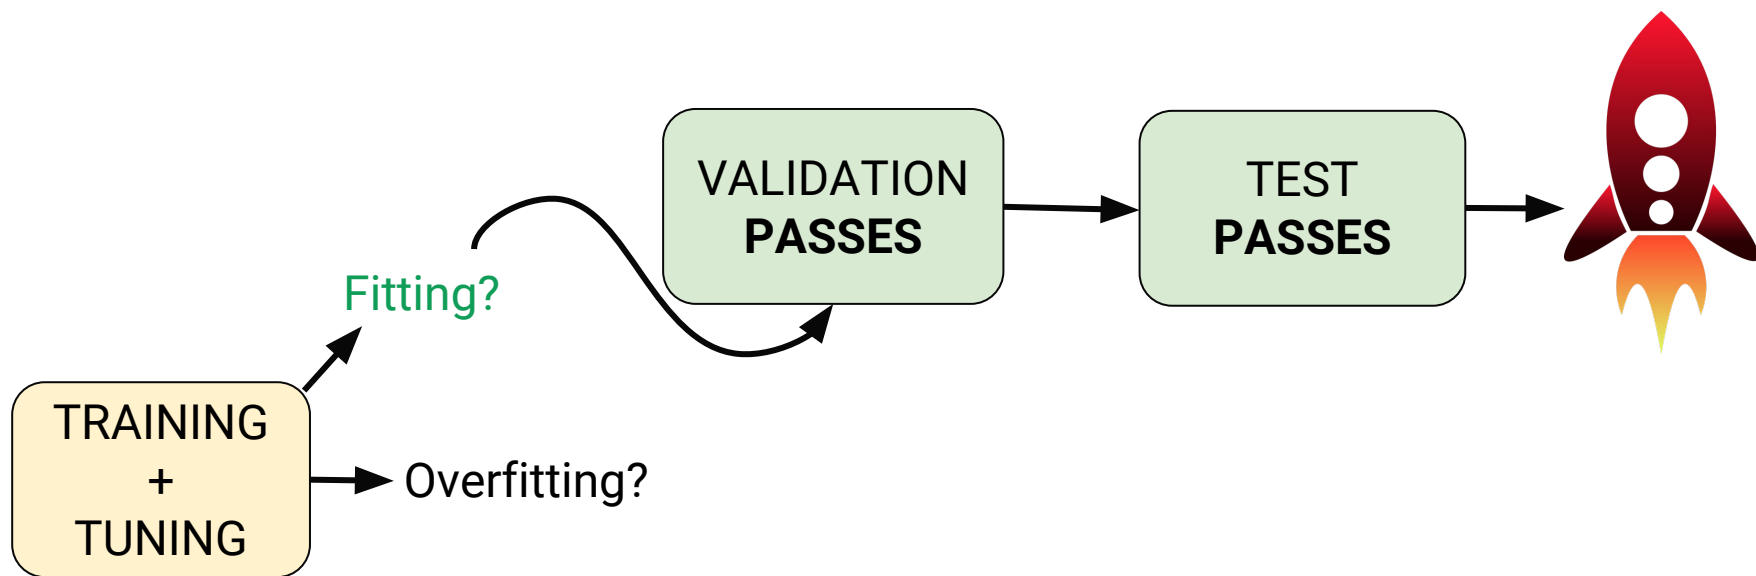 TRAINING
+
TUNING
Fitting?
Overfitting?
VALIDATION
PASSES
TEST
PASSES